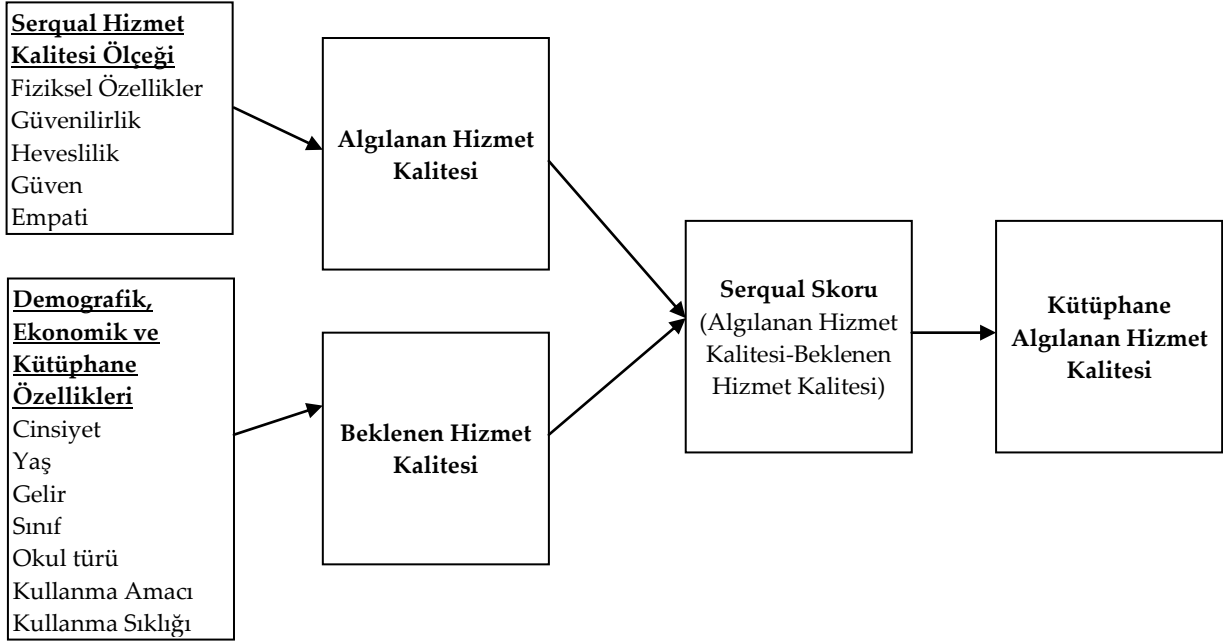 Serqual Hizmet
Kalitesi Ölçeği
Fiziksel Özellikler
Güvenilirlik
Heveslilik
Güven
Empati
Algılanan Hizmet
Kalitesi
Demografik,
Ekonomik ve
Kütüphane
Özellikleri
Cinsiyet
Yaş
Gelir
Sınıf
Okul türü
Kullanma Amacı
Kullanma Sıklığı
Beklenen Hizmet
Kalitesi
Serqual Skoru
(Algılanan Hizmet
Kalitesi-Beklenen
Hizmet Kalitesi)
Kütüphane
Algılanan Hizmet
Kalitesi